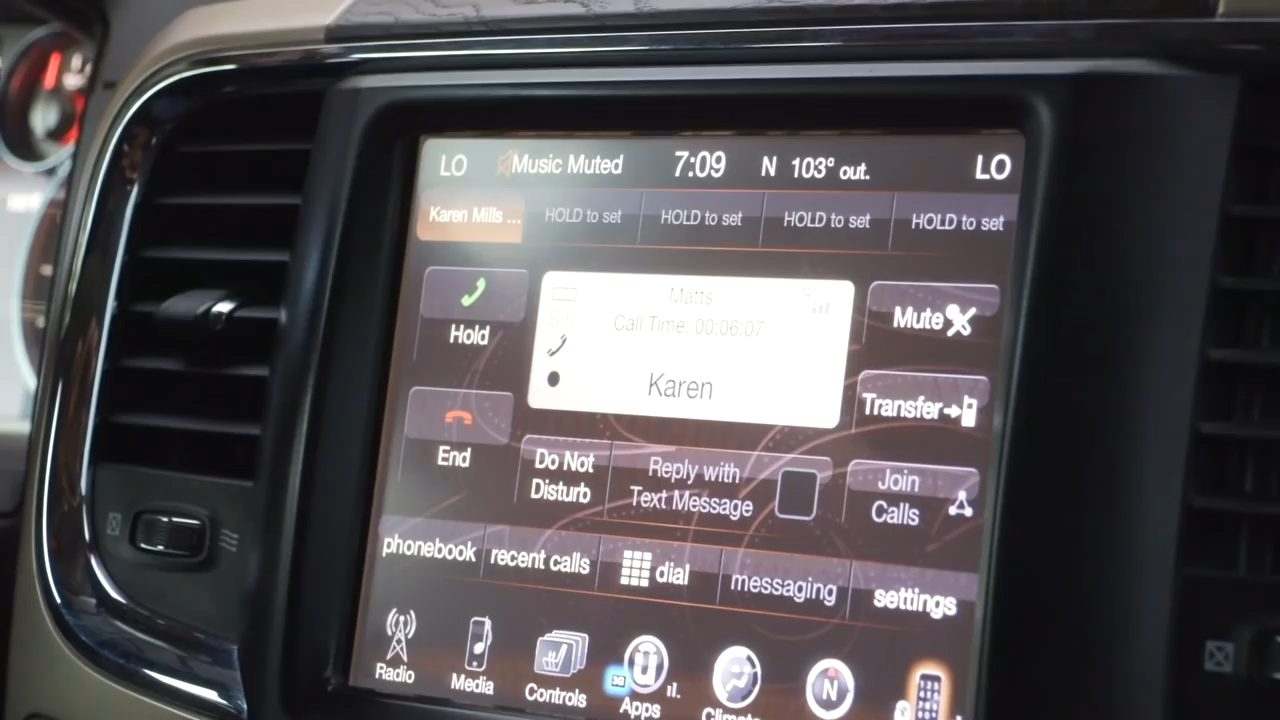 LO Music Muted 7:09 N 103° out. LO
Karen Mills ... HOLD to set HOLD to set HOLD to set HOLD to set
Hold
Matts
Call Time: 00:06:07
Karen
Mute
Transfer
End
Do Not
Disturb
Reply with
Text Message
Join
Calls
phonebook recent calls dial messaging settings
Radio Media Controls 3G Apps N